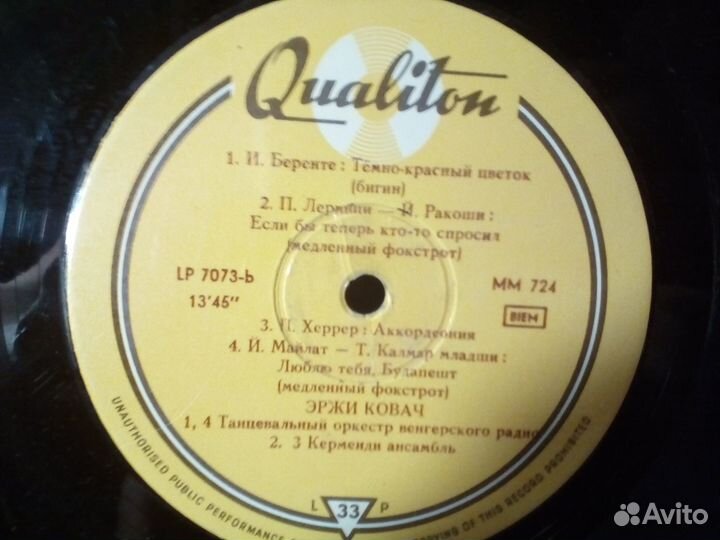 Qualiton
1. И. Беренте: Тёмно-красный цветок
(бигин)
2. П. Лерипи — Й. Ракоши:
Если бы теперь кто-то спросил
(медленный фокстрот)
LP 7073-b
13'45"
MM 724
BIEM
3. П. Херрер: Аккордеония
4. Й. Майлат — Т. Калмар младши:
Люблю тебя, Будапешт
(медленный фокстрот)
ЭРЖИ КОВАЧ
1, 4 Танцевальный оркестр венгерского радио
2. 3 Керменди ансамбль.
L 33 P
UNAUTHORISED PUBLIC PERFORMANCE COPYING OF THIS RECORD PROHIBITED
Avito